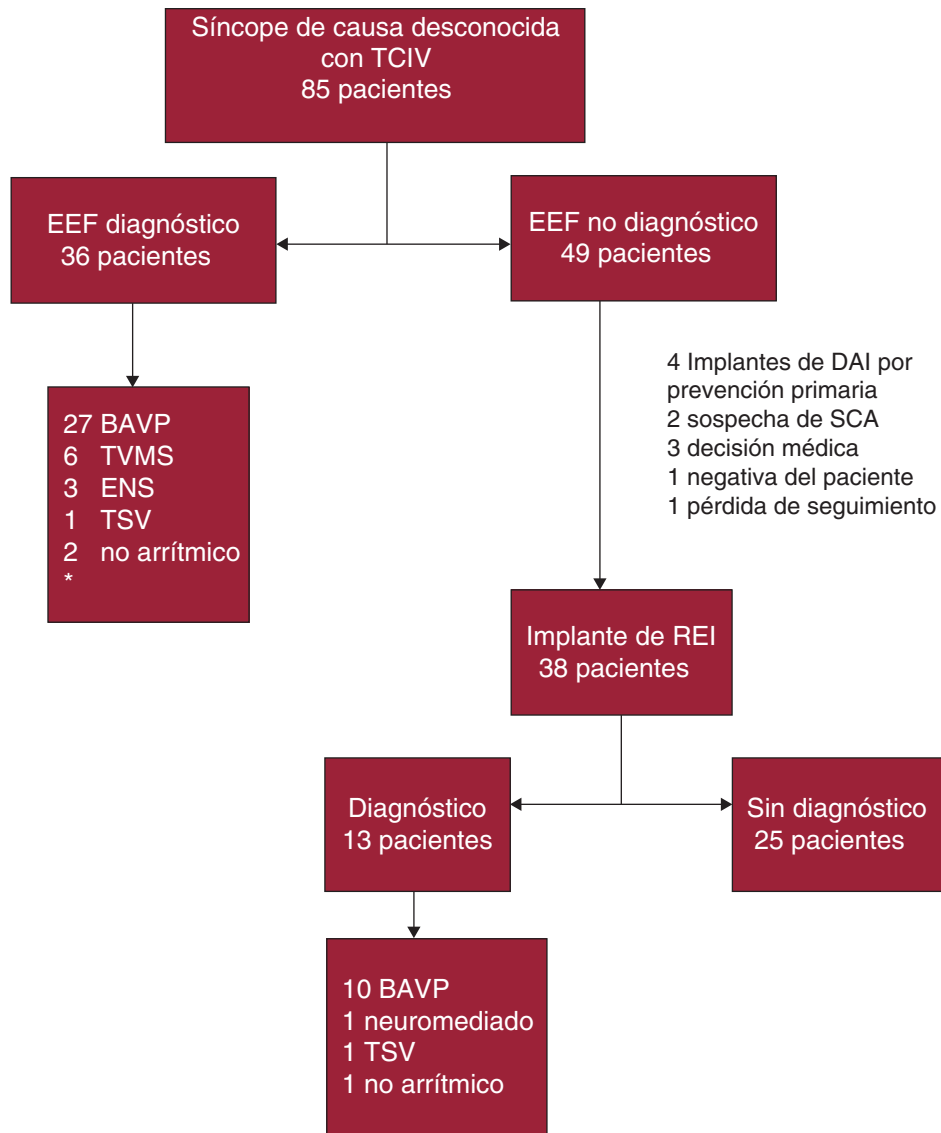 Síncope de causa desconocida
con TCIV
85 pacientes
EEF diagnóstico
36 pacientes
EEF no diagnóstico
49 pacientes
4 Implantes de DAI por
prevención primaria
2 sospecha de SCA
3 decisión médica
1 negativa del paciente
1 pérdida de seguimiento
27 BAVP
6 TVMS
3 ENS
1 TSV
2 no arrítmico
*
Implante de REI
38 pacientes
Diagnóstico
13 pacientes
Sin diagnóstico
25 pacientes
10 BAVP
1 neuromediado
1 TSV
1 no arrítmico